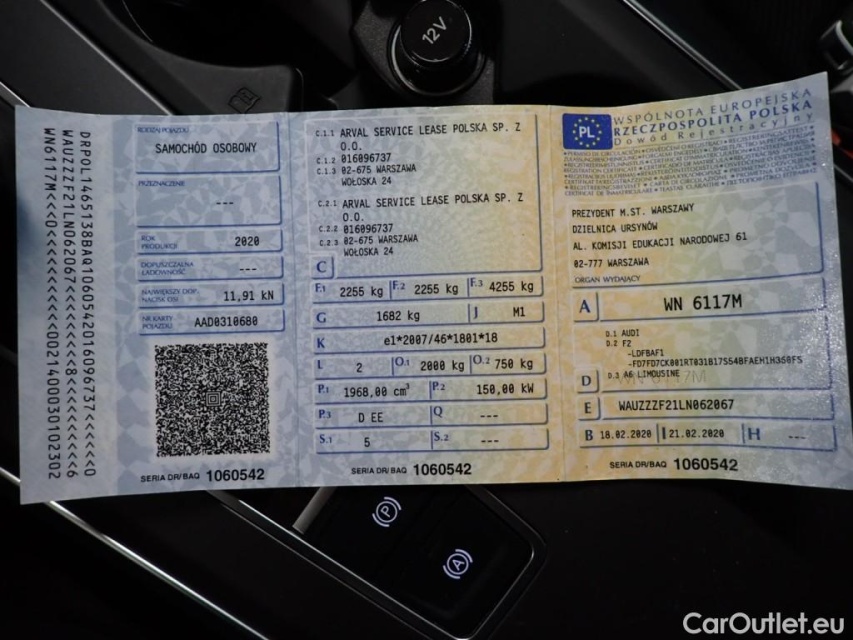 12V
DRPOL1465138BAQ1060542016096737<<<<<0
WAUZZZF21LN062067<<<<<<<8<<<<<<<6
WN6117M<<0<<<<<<<<<00214000030102302
RODZAJ POJAZDU
SAMOCHÓD OSOBOWY
PRZEZNACZENIE
---
ROK PRODUKCJI 2020
DOPUSZCZALNA ŁADOWNOŚĆ ---
NAJWIĘKSZY DOP. NACISK OSI 11,91 kN
NR KARTY POJAZDU AAD0310680
SERIA DR/BAQ 1060542
C.1.1 ARVAL SERVICE LEASE POLSKA SP. Z
O.O.
C.1.2 016096737
C.1.3 02-675 WARSZAWA
WOŁOSKA 24
C.2.1 ARVAL SERVICE LEASE POLSKA SP. Z
O.O.
C.2.2 016096737
C.2.3 02-675 WARSZAWA
WOŁOSKA 24
C
F.1 2255 kg F.2 2255 kg F.3 4255 kg
G 1682 kg J M1
K e1*2007/46*1801*18
L 2 O.1 2000 kg O.2 750 kg
P.1 1968,00 cm³ P.2 150,00 kW
P.3 D EE Q ---
S.1 5 S.2 ---
SERIA DR/BAQ 1060542
PL
WSPÓLNOTA EUROPEJSKA
RZECZPOSPOLITA POLSKA
Dowód Rejestracyjny
PREZYDENT M.ST. WARSZAWY
DZIELNICA URSYNÓW
AL. KOMISJI EDUKACJI NARODOWEJ 61
02-777 WARSZAWA
ORGAN WYDAJĄCY
A WN 6117M
D.1 AUDI
D.2 F2
-LDFBAF1
-FD7FD7CK001RT031B17S54BFAEH1H360FS
D D.3 A6 LIMOUSINE
E WAUZZZF21LN062067
B 18.02.2020 I 21.02.2020 H ---
SERIA DR/BAQ 1060542
P
A
CarOutlet.eu